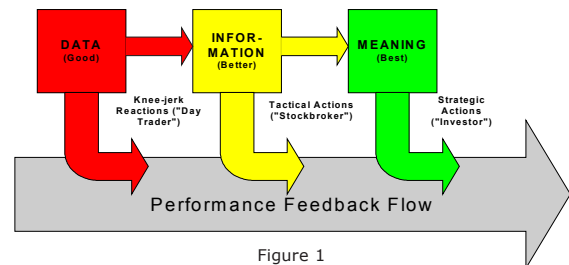 DATA
(Good)
INFOR-
MATION
(Better)
MEANING
(Best)
Knee-jerk
Reactions ("Day
Trader")
Tactical Actions
("Stockbroker")
Strategic
Actions
("Investor")
Performance Feedback Flow
Figure 1